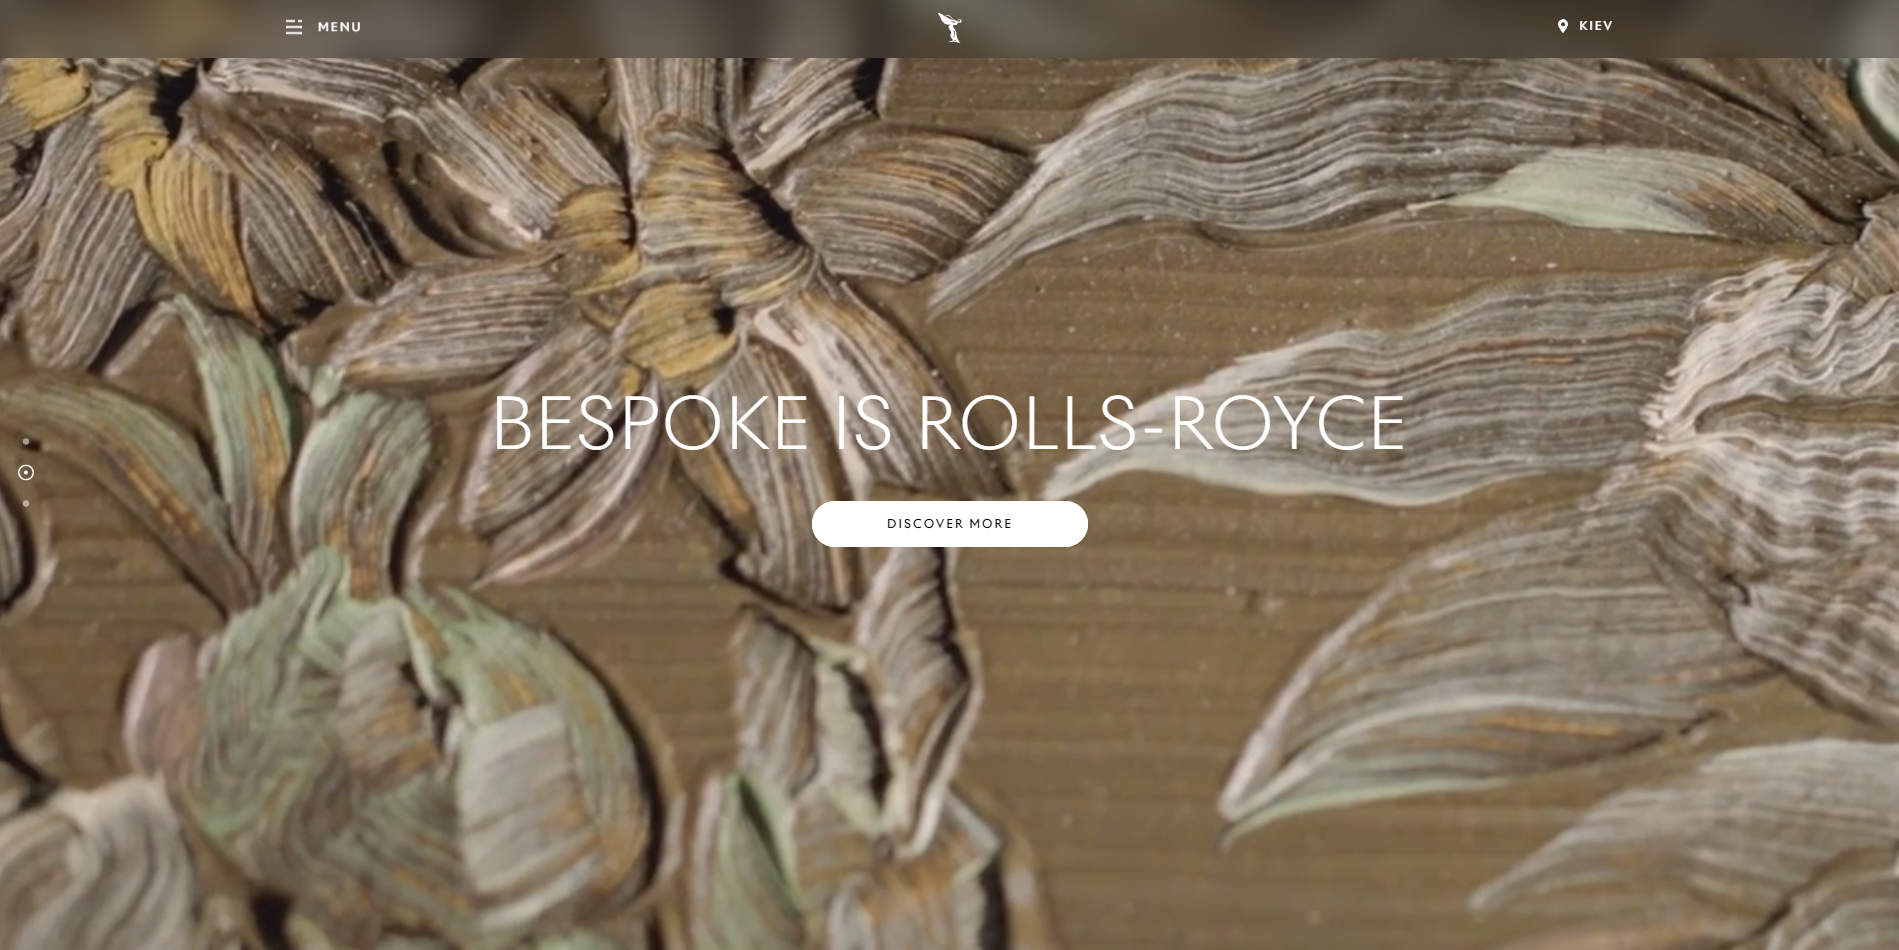 MENU
KIEV
BESPOKE IS ROLLS-ROYCE
DISCOVER MORE